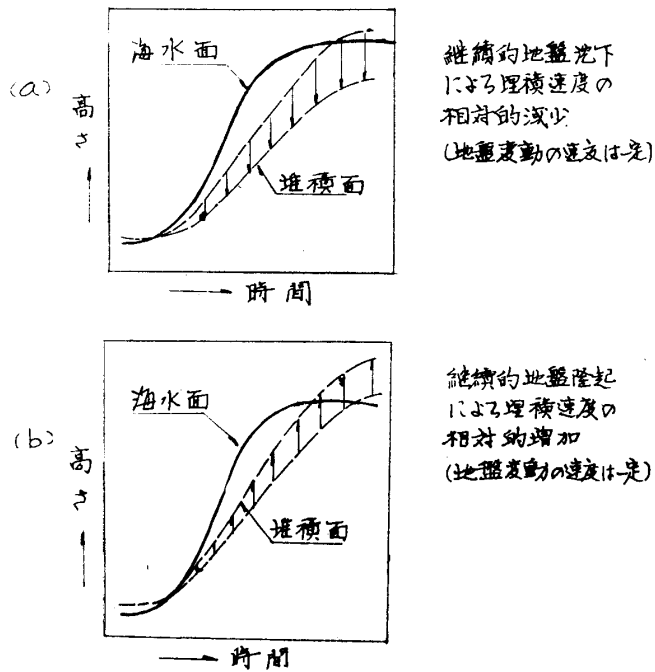 (a)
海水面
堆積面
高さ
時間
継続的地盤沈下
による埋積速度の
相対的減少
(地盤変動の速度は一定)
(b)
海水面
堆積面
高さ
時間
継続的地盤隆起
による埋積速度の
相対的増加
(地盤変動の速度は一定)